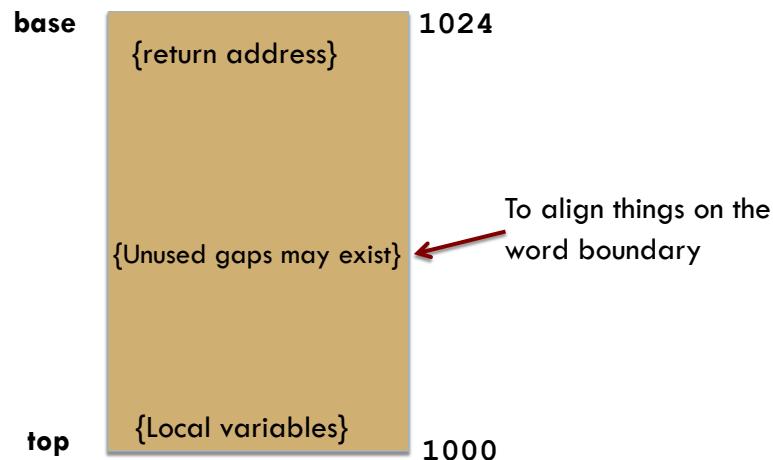 base
1024
{return address}
To align things on the
word boundary
{Unused gaps may exist}
{Local variables}
top
1000